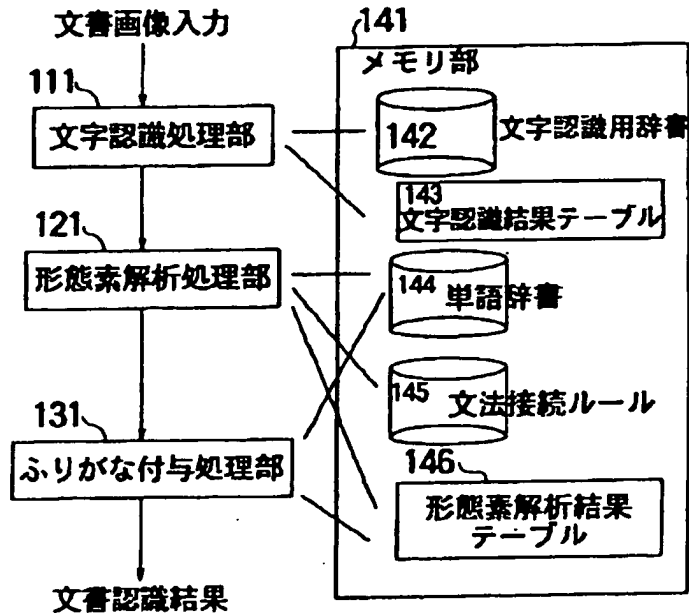 文書画像入力
111
文字認識処理部
121
形態素解析処理部
131
ふりがな付与処理部
文書認識結果
141
メモリ部
142
文字認識用辞書
143
文字認識結果テーブル
144
単語辞書
145
文法接続ルール
146
形態素解析結果
テーブル